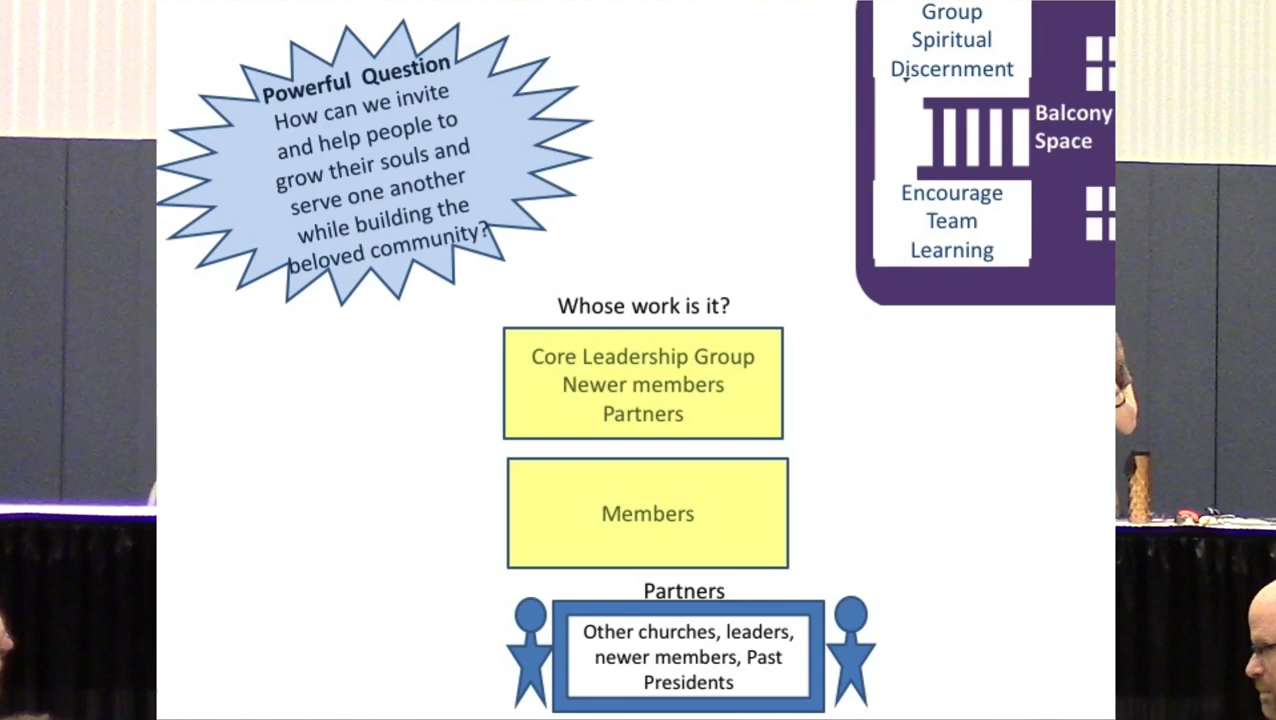 Powerful Question
How can we invite
and help people to
grow their souls and
serve one another
while building the
beloved community?
Group
Spiritual
Discernment
Balcony
Space
Encourage
Team
Learning
Whose work is it?
Core Leadership Group
Newer members
Partners
Members
Partners
Other churches, leaders,
newer members, Past
Presidents